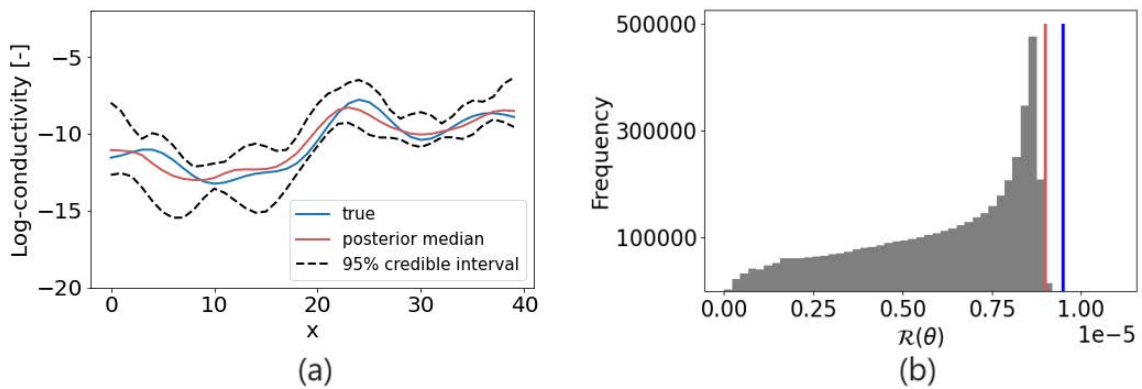 Log-conductivity [-]
−5
−10
−15
−20
0
10
20
30
40
x
true
posterior median
95% credible interval
(a)
Frequency
500000
300000
100000
0.00
0.25
0.50
0.75
1.00
1e−5
R(θ)
(b)